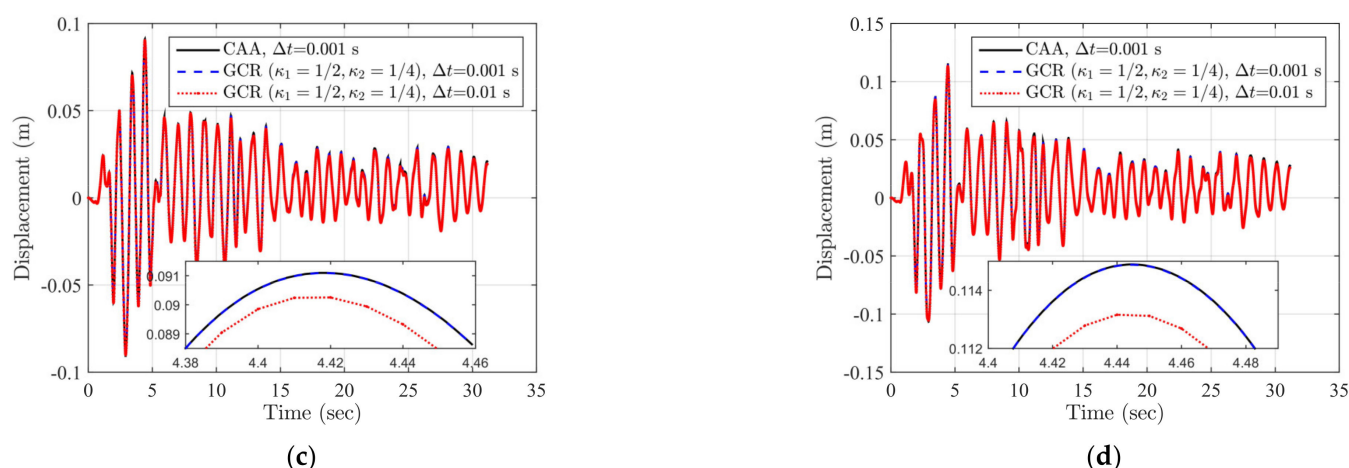 0.1
0.05
0
-0.05
-0.1
Displacement (m)
CAA, Δt=0.001 s
GCR (κ₁ = 1/2, κ₂ = 1/4), Δt=0.001 s
GCR (κ₁ = 1/2, κ₂ = 1/4), Δt=0.01 s
0.091
0.09
0.089
4.38 4.4 4.42 4.44 4.46
0 5 10 15 20 25 30 35
Time (sec)
(c)
0.15
0.1
0.05
0
-0.05
-0.1
-0.15
Displacement (m)
CAA, Δt=0.001 s
GCR (κ₁ = 1/2, κ₂ = 1/4), Δt=0.001 s
GCR (κ₁ = 1/2, κ₂ = 1/4), Δt=0.01 s
0.114
0.112
4.4 4.42 4.44 4.46 4.48
0 5 10 15 20 25 30 35
Time (sec)
(d)